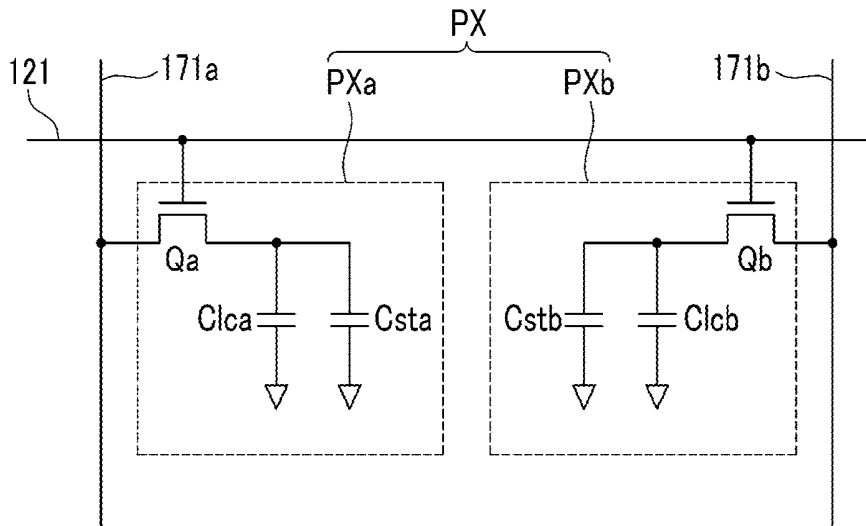 PX
121
171a
PXa
PXb
171b
Qa
Qb
Clca
Csta
Cstb
Clcb